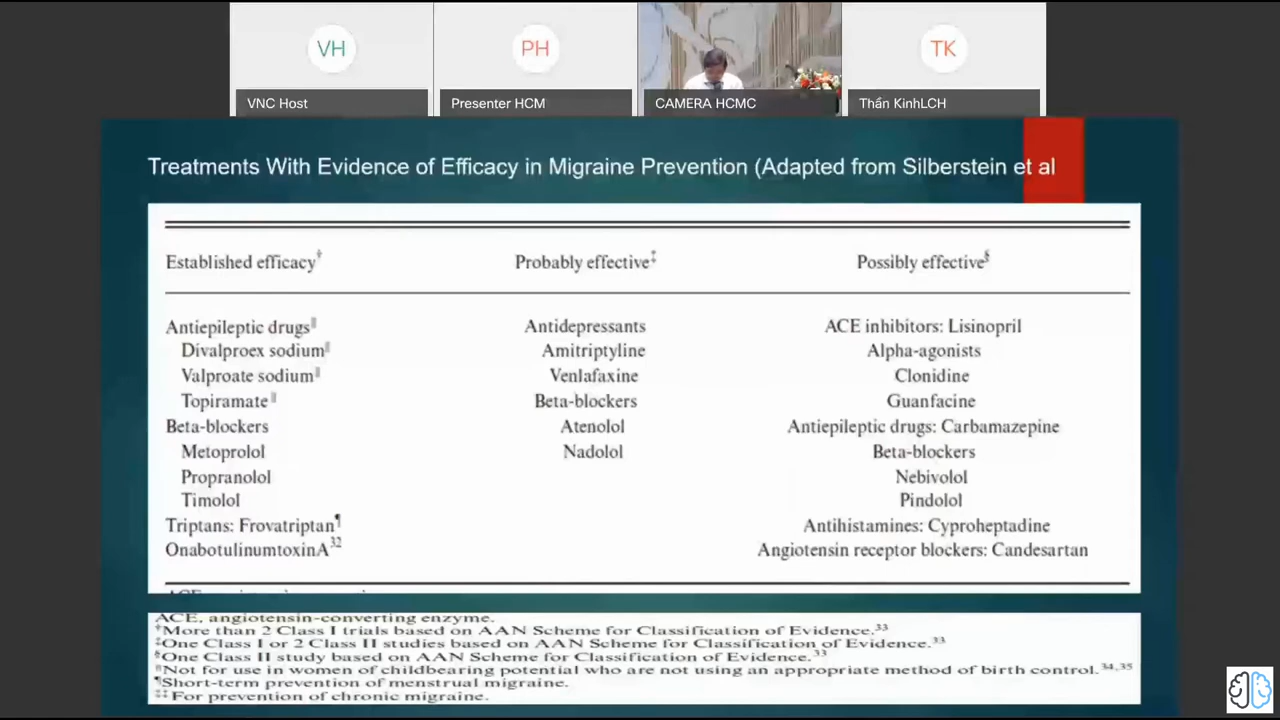 VH
PH
TK
VNC Host
Presenter HCM
CAMERA HCMC
Thần KinhLCH
Treatments With Evidence of Efficacy in Migraine Prevention (Adapted from Silberstein et al
Established efficacy† Probably effective‡ Possibly effective§
Antiepileptic drugs‖ Antidepressants ACE inhibitors: Lisinopril
Divalproex sodium‖ Amitriptyline Alpha-agonists
Valproate sodium‖ Venlafaxine Clonidine
Topiramate‖ Beta-blockers Guanfacine
Beta-blockers Atenolol Antiepileptic drugs: Carbamazepine
Metoprolol Nadolol Beta-blockers
Propranolol Nebivolol
Timolol Pindolol
Triptans: Frovatriptan¶ Antihistamines: Cyproheptadine
OnabotulinumtoxinA32 Angiotensin receptor blockers: Candesartan
ACE, angiotensin-converting enzyme.
†More than 2 Class I trials based on AAN Scheme for Classification of Evidence.33
‡One Class I or 2 Class II studies based on AAN Scheme for Classification of Evidence.33
§One Class II study based on AAN Scheme for Classification of Evidence.33
‖Not for use in women of childbearing potential who are not using an appropriate method of birth control.34,35
¶Short-term prevention of menstrual migraine.
‡‡For prevention of chronic migraine.